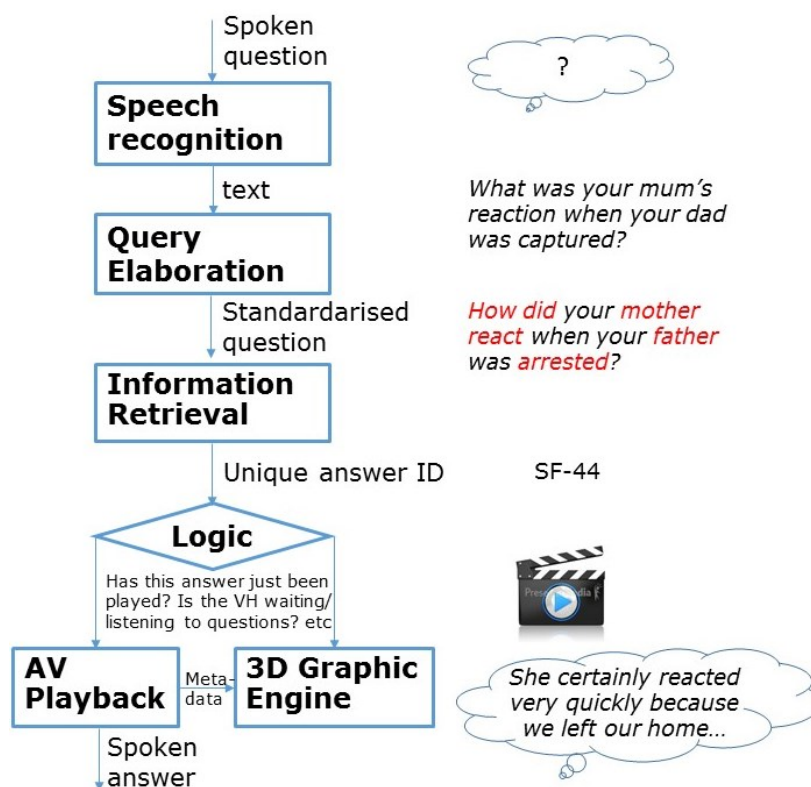 Spoken
question
?
Speech
recognition
text
What was your mum's
reaction when your dad
was captured?
Query
Elaboration
Standardarised
question
How did your mother
react when your father
was arrested?
Information
Retrieval
Unique answer ID
SF-44
Logic
Has this answer just been
played? Is the VH waiting/
listening to questions? etc
AV
Playback
Meta-
data
3D Graphic
Engine
She certainly reacted
very quickly because
we left our home…
Spoken
answer